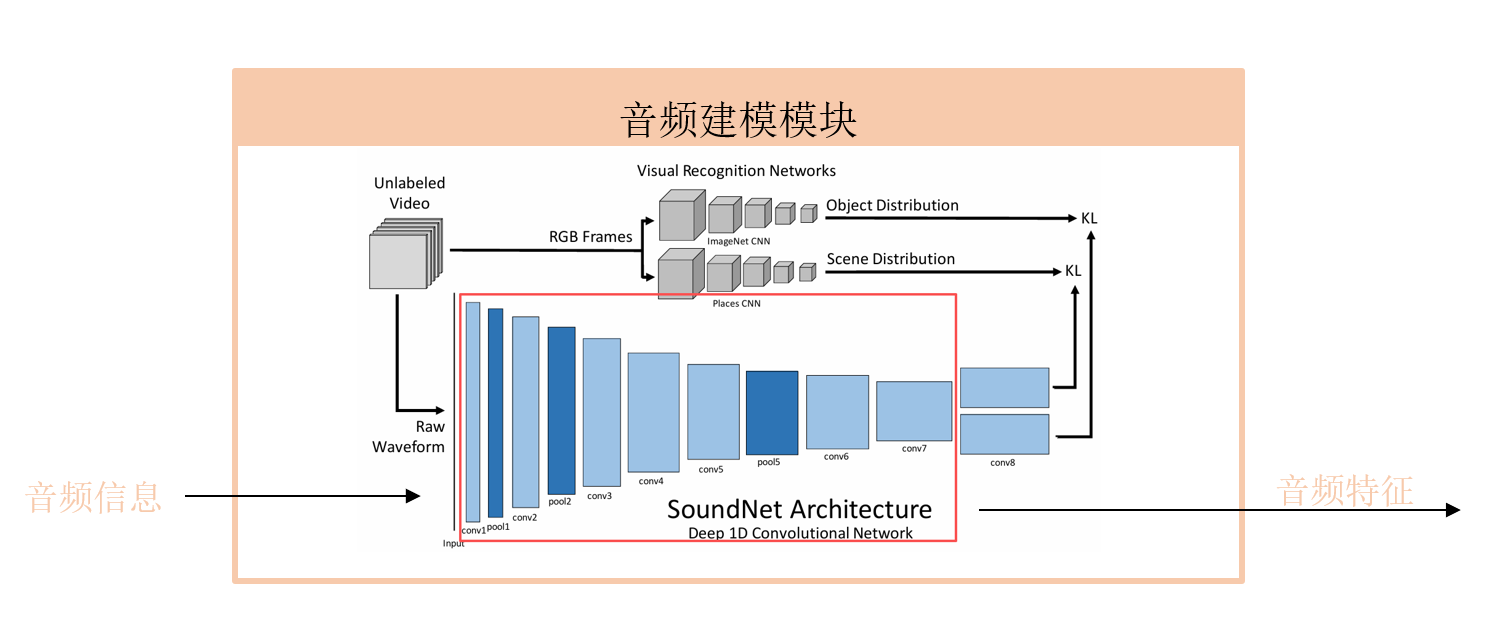 音频建模模块
Visual Recognition Networks
Unlabeled
Video
RGB Frames
Object Distribution
KL
ImageNet CNN
Scene Distribution
KL
Places CNN
Raw
Waveform
音频信息
音频特征
conv1
pool1
conv2
pool2
conv3
conv4
conv5
pool5
conv6
conv7
conv8
Input
SoundNet Architecture
Deep 1D Convolutional Network